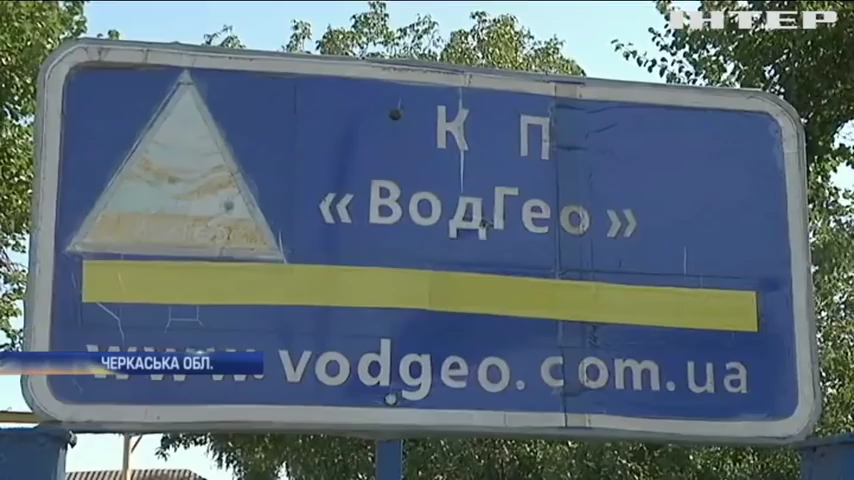 ІНТЕР
К П
«ВодГео»
www.vodgeo.com.ua
ЧЕРКАСЬКА ОБЛ.